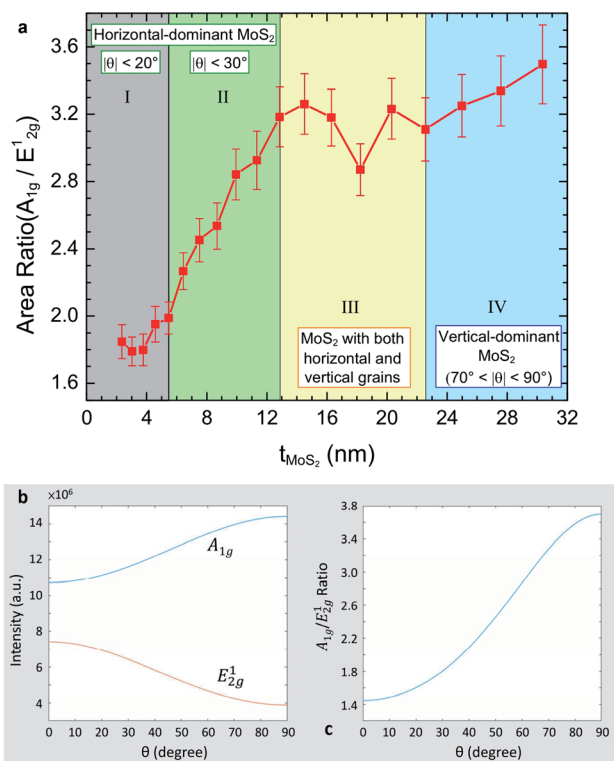 a
Horizontal-dominant MoS₂
|θ| < 20°
|θ| < 30°
I
II
III
IV
MoS₂ with both
horizontal and
vertical grains
Vertical-dominant
MoS₂
(70° < |θ| < 90°)
Area Ratio(A₁g / E¹₂g)
3.6
3.2
2.8
2.4
2.0
1.6
0 4 8 12 16 20 24 28 32
t_MoS₂ (nm)
b
×10⁶
Intensity (a.u.)
14
12
10
8
6
4
A₁g
E¹₂g
0 10 20 30 40 50 60 70 80 90
θ (degree)
c
A₁g/E¹₂g Ratio
3.8
3.4
3.0
2.6
2.2
1.8
1.4
0 10 20 30 40 50 60 70 80 90
θ (degree)